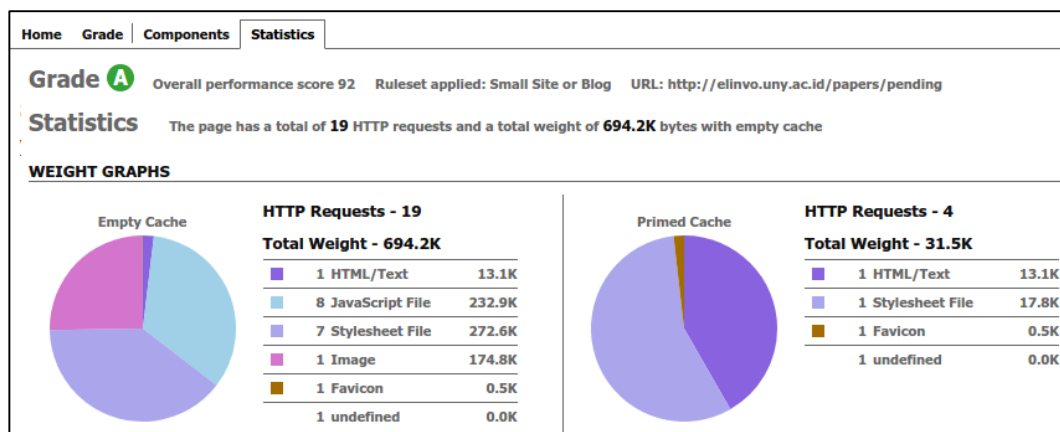 Home Grade Components Statistics
Grade A Overall performance score 92 Ruleset applied: Small Site or Blog URL: http://elinvo.uny.ac.id/papers/pending
Statistics The page has a total of 19 HTTP requests and a total weight of 694.2K bytes with empty cache
WEIGHT GRAPHS
Empty Cache
HTTP Requests - 19
Total Weight - 694.2K
1 HTML/Text 13.1K
8 JavaScript File 232.9K
7 Stylesheet File 272.6K
1 Image 174.8K
1 Favicon 0.5K
1 undefined 0.0K
Primed Cache
HTTP Requests - 4
Total Weight - 31.5K
1 HTML/Text 13.1K
1 Stylesheet File 17.8K
1 Favicon 0.5K
1 undefined 0.0K